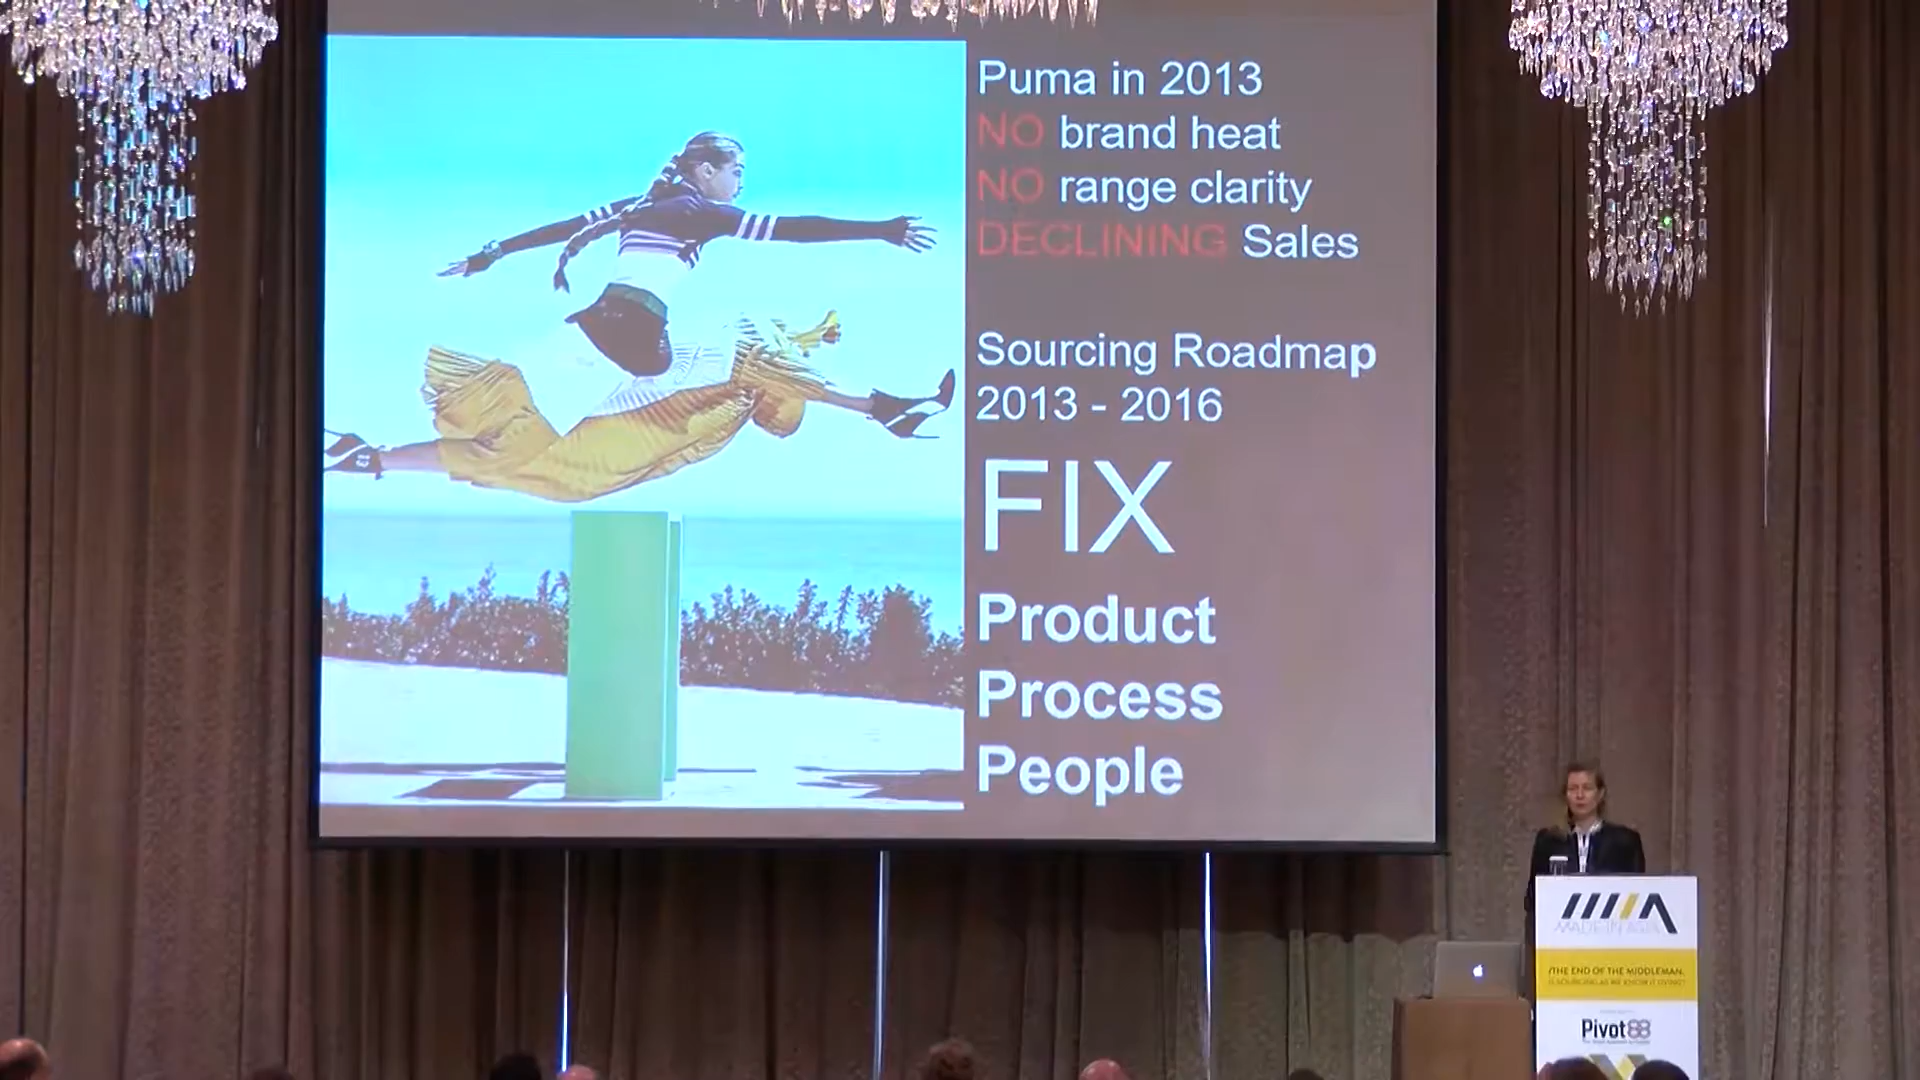 Puma in 2013
NO brand heat
NO range clarity
DECLINING Sales
Sourcing Roadmap
2013 - 2016
FIX
Product
Process
People
MADE IN ASIA
/THE END OF THE MIDDLEMAN.
Pivot88